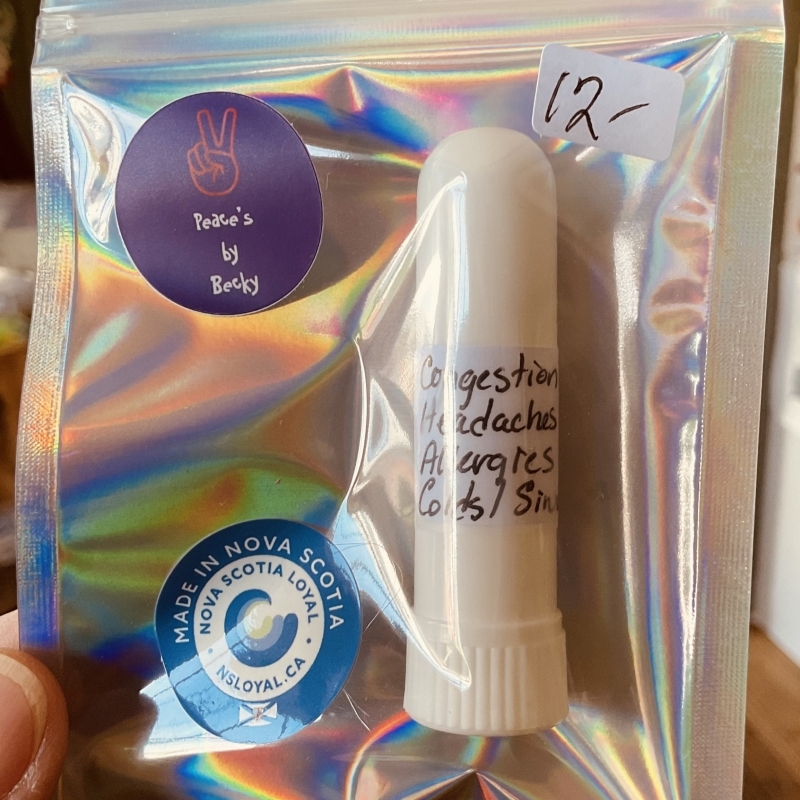 12-
Peace's
by
Becky
Congestion
Headaches
Allergies
Colds/
MADE IN NOVA SCOTIA
NOVA SCOTIA LOYAL
NSLOYAL.CA